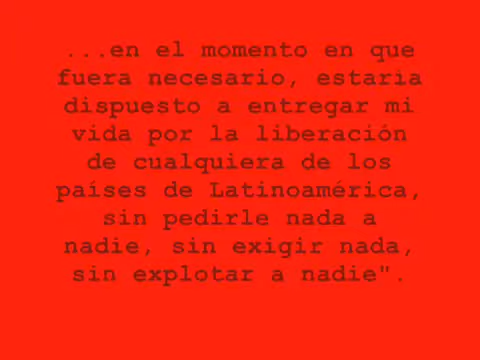 ...en el momento en que
fuera necesario, estaria
dispuesto a entregar mi
vida por la liberación
de cualquiera de los
países de Latinoamérica,
sin pedirle nada a
nadie, sin exigir nada,
sin explotar a nadie".